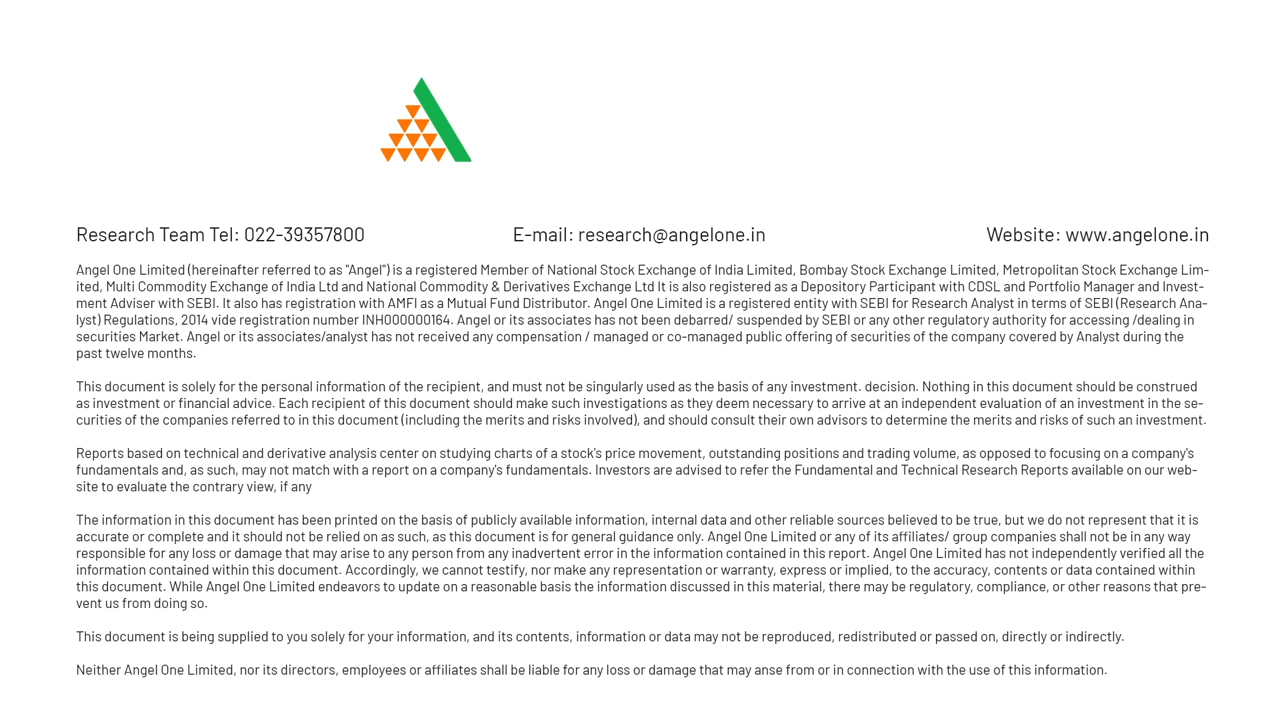 Research Team Tel: 022-39357800 E-mail: research@angelone.in Website: www.angelone.in
Angel One Limited (hereinafter referred to as "Angel") is a registered Member of National Stock Exchange of India Limited, Bombay Stock Exchange Limited, Metropolitan Stock Exchange Lim-
ited, Multi Commodity Exchange of India Ltd and National Commodity & Derivatives Exchange Ltd It is also registered as a Depository Participant with CDSL and Portfolio Manager and Invest-
ment Adviser with SEBI. It also has registration with AMFI as a Mutual Fund Distributor. Angel One Limited is a registered entity with SEBI for Research Analyst in terms of SEBI (Research Ana-
lyst) Regulations, 2014 vide registration number INH000000164. Angel or its associates has not been debarred/ suspended by SEBI or any other regulatory authority for accessing /dealing in
securities Market. Angel or its associates/analyst has not received any compensation / managed or co-managed public offering of securities of the company covered by Analyst during the
past twelve months.
This document is solely for the personal information of the recipient, and must not be singularly used as the basis of any investment. decision. Nothing in this document should be construed
as investment or financial advice. Each recipient of this document should make such investigations as they deem necessary to arrive at an independent evaluation of an investment in the se-
curities of the companies referred to in this document (including the merits and risks involved), and should consult their own advisors to determine the merits and risks of such an investment.
Reports based on technical and derivative analysis center on studying charts of a stock's price movement, outstanding positions and trading volume, as opposed to focusing on a company's
fundamentals and, as such, may not match with a report on a company's fundamentals. Investors are advised to refer the Fundamental and Technical Research Reports available on our web-
site to evaluate the contrary view, if any
The information in this document has been printed on the basis of publicly available information, internal data and other reliable sources believed to be true, but we do not represent that it is
accurate or complete and it should not be relied on as such, as this document is for general guidance only. Angel One Limited or any of its affiliates/ group companies shall not be in any way
responsible for any loss or damage that may arise to any person from any inadvertent error in the information contained in this report. Angel One Limited has not independently verified all the
information contained within this document. Accordingly, we cannot testify, nor make any representation or warranty, express or implied, to the accuracy, contents or data contained within
this document. While Angel One Limited endeavors to update on a reasonable basis the information discussed in this material, there may be regulatory, compliance, or other reasons that pre-
vent us from doing so.
This document is being supplied to you solely for your information, and its contents, information or data may not be reproduced, redistributed or passed on, directly or indirectly.
Neither Angel One Limited, nor its directors, employees or affiliates shall be liable for any loss or damage that may anse from or in connection with the use of this information.